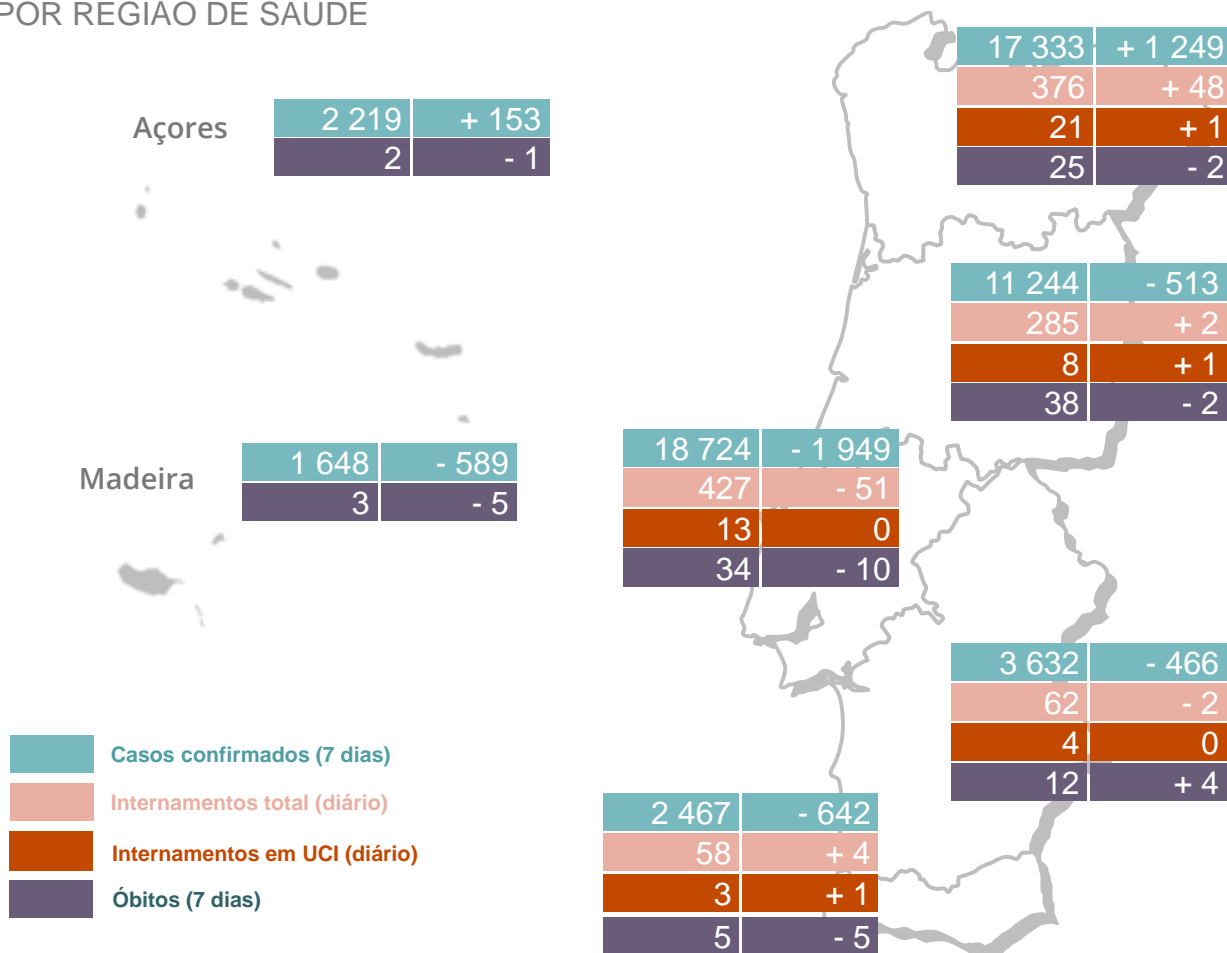 POR REGIÃO DE SAÚDE
17 333 + 1 249
376 + 48
21 + 1
25 - 2
Açores
2 219 + 153
2 - 1
11 244 - 513
285 + 2
8 + 1
38 - 2
Madeira
1 648 - 589
3 - 5
18 724 - 1 949
427 - 51
13 0
34 - 10
3 632 - 466
62 - 2
4 0
12 + 4
Casos confirmados (7 dias)
Internamentos total (diário)
Internamentos em UCI (diário)
Óbitos (7 dias)
2 467 - 642
58 + 4
3 + 1
5 - 5